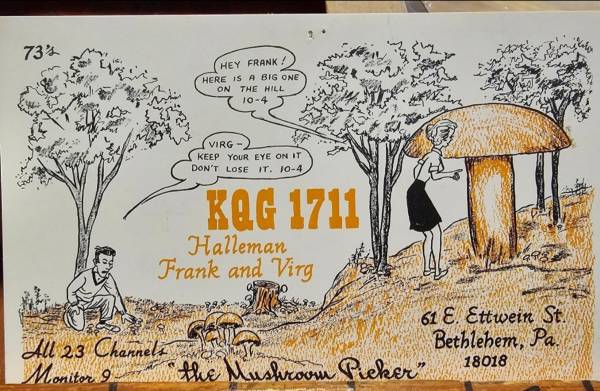 73's
HEY FRANK!
HERE IS A BIG ONE
ON THE HILL
10-4
VIRG-
KEEP YOUR EYE ON IT
DON'T LOSE IT. 10-4
KQG 1711
Halleman
Frank and Virg
61 E. Ettwein St.
Bethlehem, Pa.
18018
All 23 Channels
Monitor 9
"the Mushroom Picker"